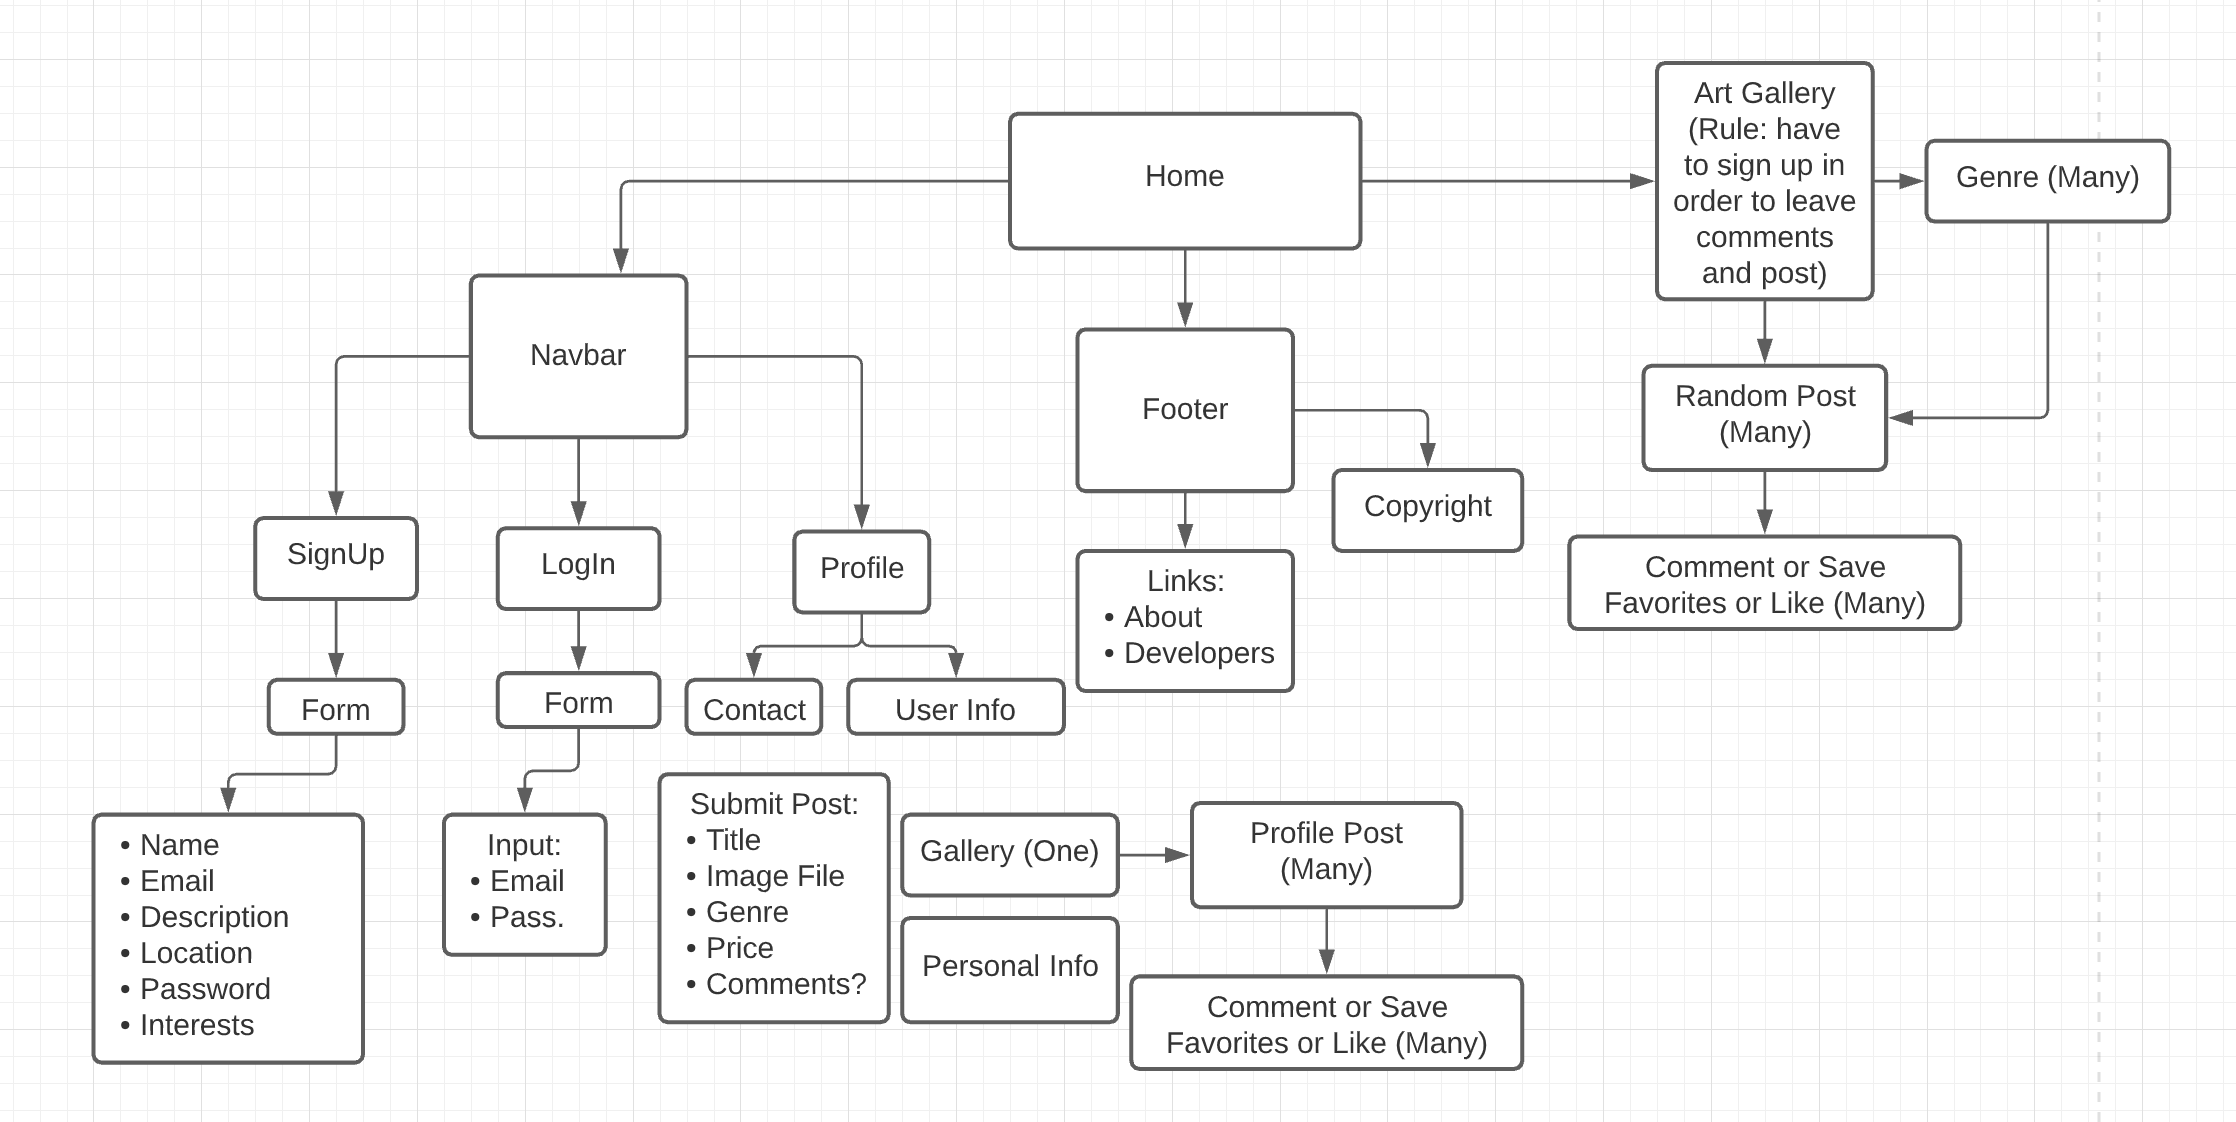 Home
Art Gallery
(Rule: have
to sign up in
order to leave
comments
and post)
Genre (Many)
Navbar
Footer
Random Post
(Many)
Copyright
SignUp
LogIn
Profile
Links:
• About
• Developers
Comment or Save
Favorites or Like (Many)
Form
Form
Contact
User Info
• Name
• Email
• Description
• Location
• Password
• Interests
Input:
• Email
• Pass.
Submit Post:
• Title
• Image File
• Genre
• Price
• Comments?
Gallery (One)
Personal Info
Profile Post
(Many)
Comment or Save
Favorites or Like (Many)